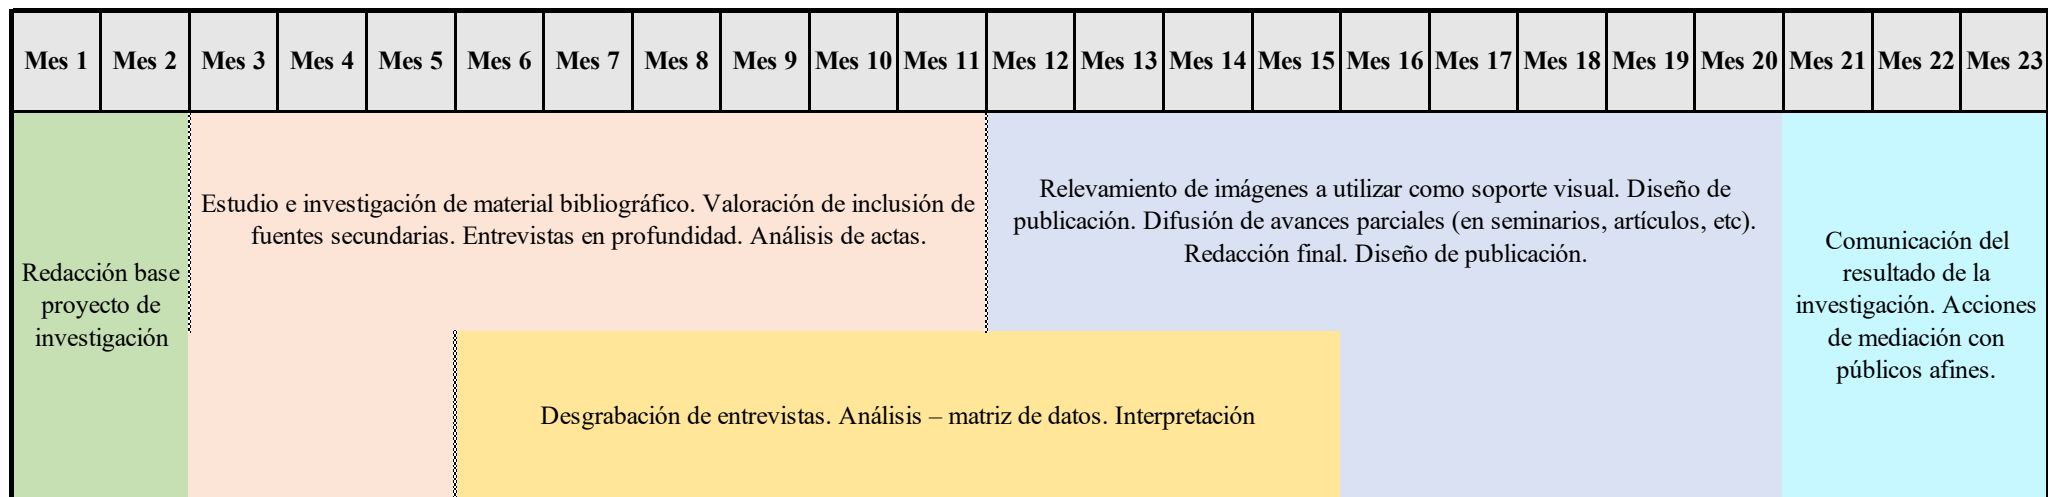 Mes 1 Mes 2 Mes 3 Mes 4 Mes 5 Mes 6 Mes 7 Mes 8 Mes 9 Mes 10 Mes 11 Mes 12 Mes 13 Mes 14 Mes 15 Mes 16 Mes 17 Mes 18 Mes 19 Mes 20 Mes 21 Mes 22 Mes 23
Redacción base
proyecto de
investigación
Estudio e investigación de material bibliográfico. Valoración de inclusión de
fuentes secundarias. Entrevistas en profundidad. Análisis de actas.
Relevamiento de imágenes a utilizar como soporte visual. Diseño de
publicación. Difusión de avances parciales (en seminarios, artículos, etc).
Redacción final. Diseño de publicación.
Comunicación del
resultado de la
investigación. Acciones
de mediación con
públicos afines.
Desgrabación de entrevistas. Análisis – matriz de datos. Interpretación